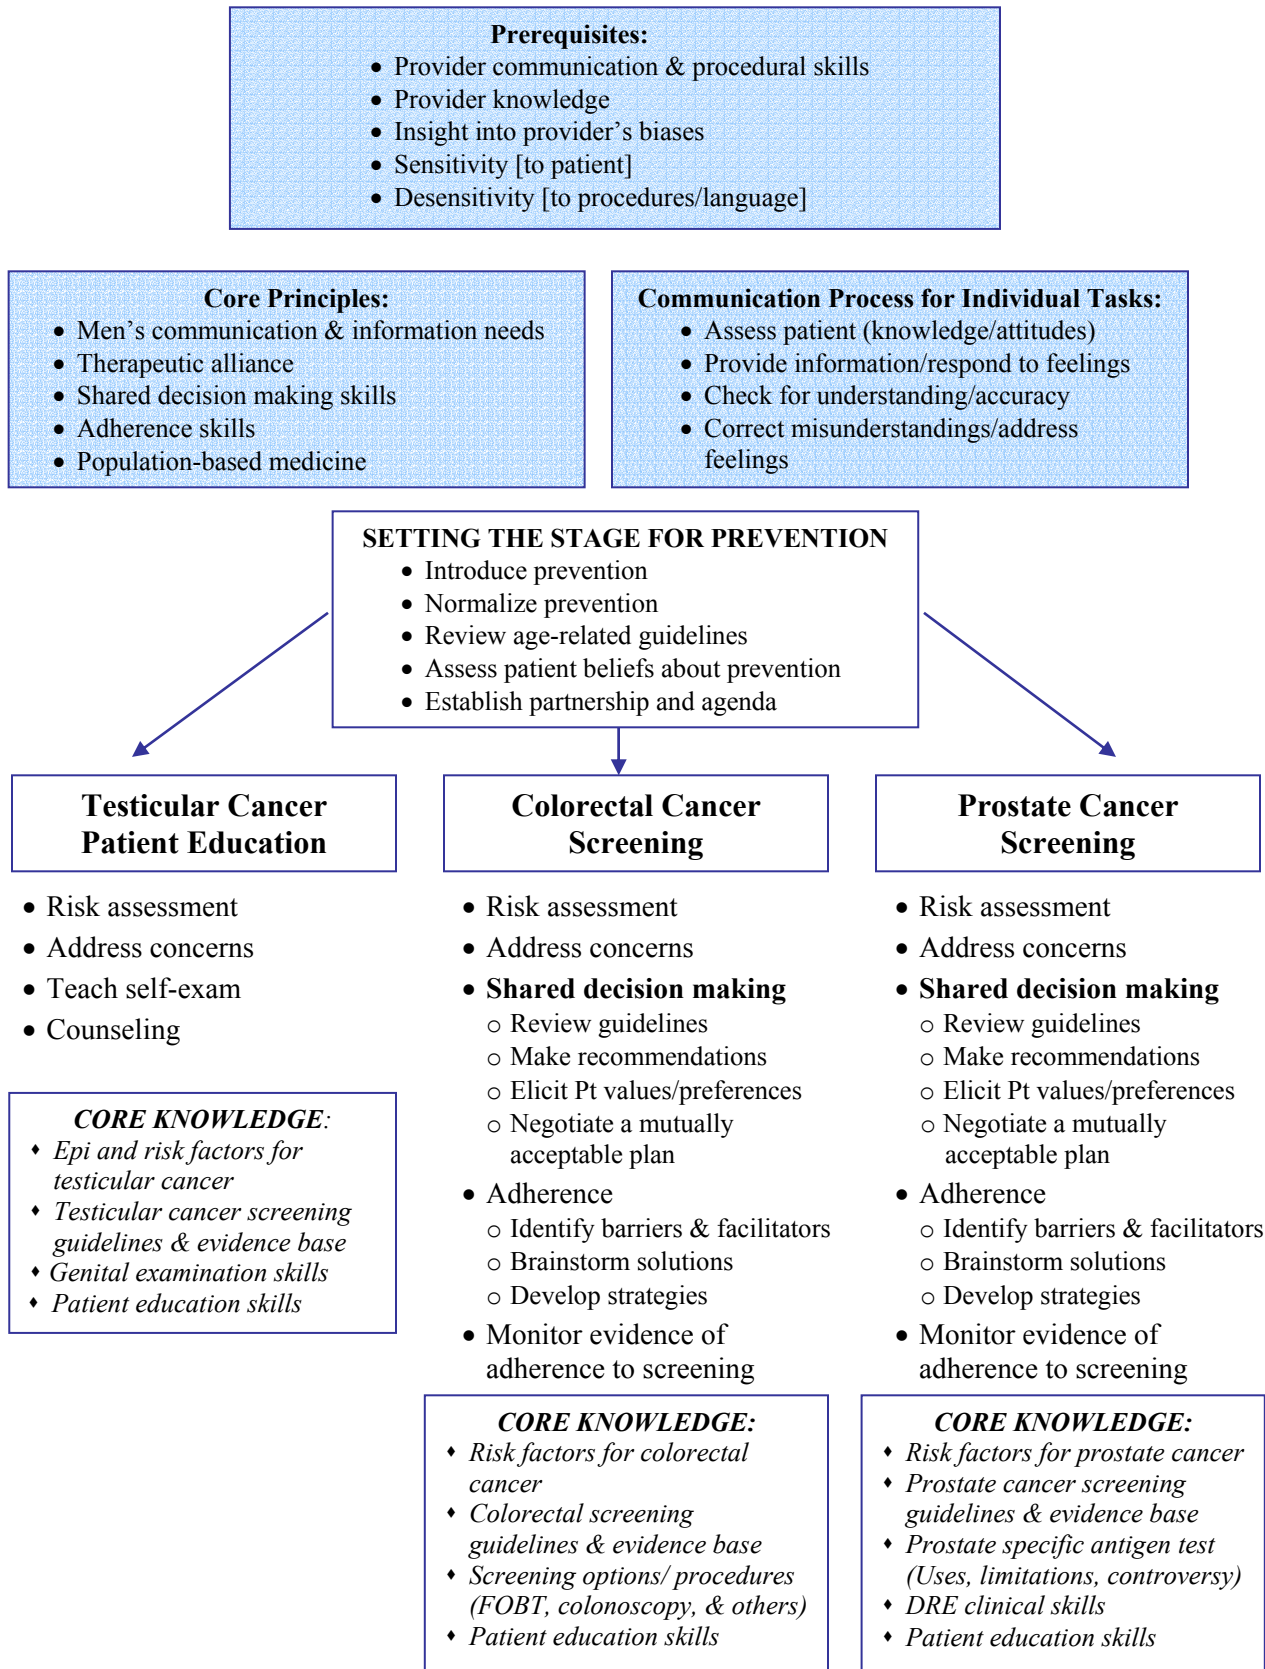 Prerequisites:
• Provider communication & procedural skills
• Provider knowledge
• Insight into provider’s biases
• Sensitivity [to patient]
• Desensitivity [to procedures/language]
Core Principles:
• Men’s communication & information needs
• Therapeutic alliance
• Shared decision making skills
• Adherence skills
• Population-based medicine
Communication Process for Individual Tasks:
• Assess patient (knowledge/attitudes)
• Provide information/respond to feelings
• Check for understanding/accuracy
• Correct misunderstandings/address
feelings
SETTING THE STAGE FOR PREVENTION
• Introduce prevention
• Normalize prevention
• Review age-related guidelines
• Assess patient beliefs about prevention
• Establish partnership and agenda
Testicular Cancer
Patient Education
• Risk assessment
• Address concerns
• Teach self-exam
• Counseling
CORE KNOWLEDGE:
♦ Epi and risk factors for
testicular cancer
♦ Testicular cancer screening
guidelines & evidence base
♦ Genital examination skills
♦ Patient education skills
Colorectal Cancer
Screening
• Risk assessment
• Address concerns
• Shared decision making
o Review guidelines
o Make recommendations
o Elicit Pt values/preferences
o Negotiate a mutually
acceptable plan
• Adherence
o Identify barriers & facilitators
o Brainstorm solutions
o Develop strategies
• Monitor evidence of
adherence to screening
CORE KNOWLEDGE:
♦ Risk factors for colorectal
cancer
♦ Colorectal screening
guidelines & evidence base
♦ Screening options/ procedures
(FOBT, colonoscopy, & others)
♦ Patient education skills
Prostate Cancer
Screening
• Risk assessment
• Address concerns
• Shared decision making
o Review guidelines
o Make recommendations
o Elicit Pt values/preferences
o Negotiate a mutually
acceptable plan
• Adherence
o Identify barriers & facilitators
o Brainstorm solutions
o Develop strategies
• Monitor evidence of
adherence to screening
CORE KNOWLEDGE:
♦ Risk factors for prostate cancer
♦ Prostate cancer screening
guidelines & evidence base
♦ Prostate specific antigen test
(Uses, limitations, controversy)
♦ DRE clinical skills
♦ Patient education skills